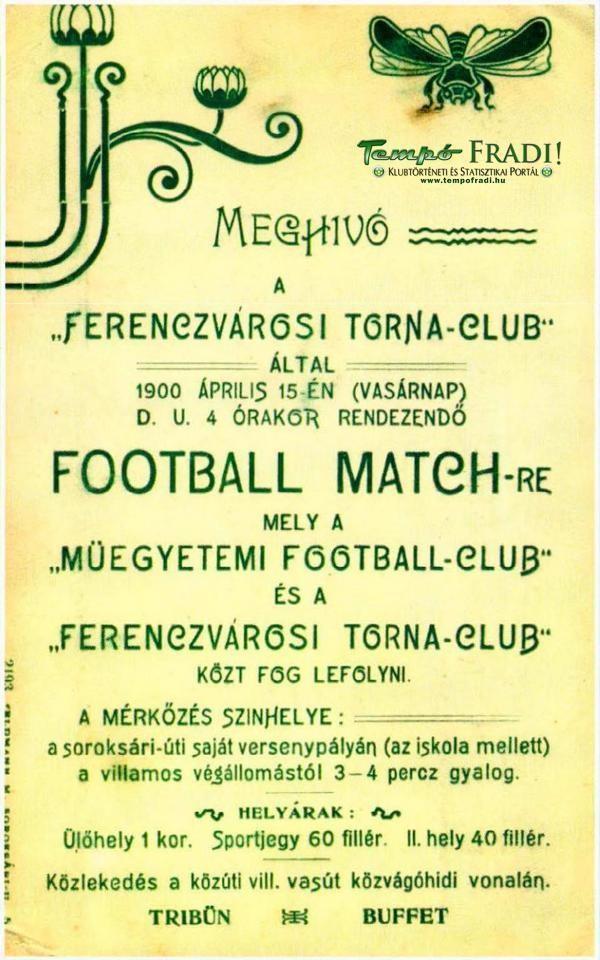 Tempó FRADI!
KLUBTÖRTÉNETI ÉS STATISZTIKAI PORTÁL
www.tempofradi.hu
MEGHIVÓ
A
„FERENCZVÁROSI TORNA-CLUB“
ÁLTAL
1900 ÁPRILIS 15-ÉN (VASÁRNAP)
D. U. 4 ÓRAKOR RENDEZENDŐ
FOOTBALL MATCH-RE
MELY A
„MÜEGYETEMI FOOTBALL-CLUB“
ÉS A
„FERENCZVÁROSI TORNA-CLUB“
KÖZT FOG LEFOLYNI.
A MÉRKŐZÉS SZINHELYE :
a soroksári-úti saját versenypályán (az iskola mellett)
a villamos végállomástól 3–4 percz gyalog.
HELYÁRAK :
Ülőhely 1 kor. Sportjegy 60 fillér. II. hely 40 fillér.
Közlekedés a közúti vill. vasút közvágóhidi vonalán.
TRIBÜN BUFFET